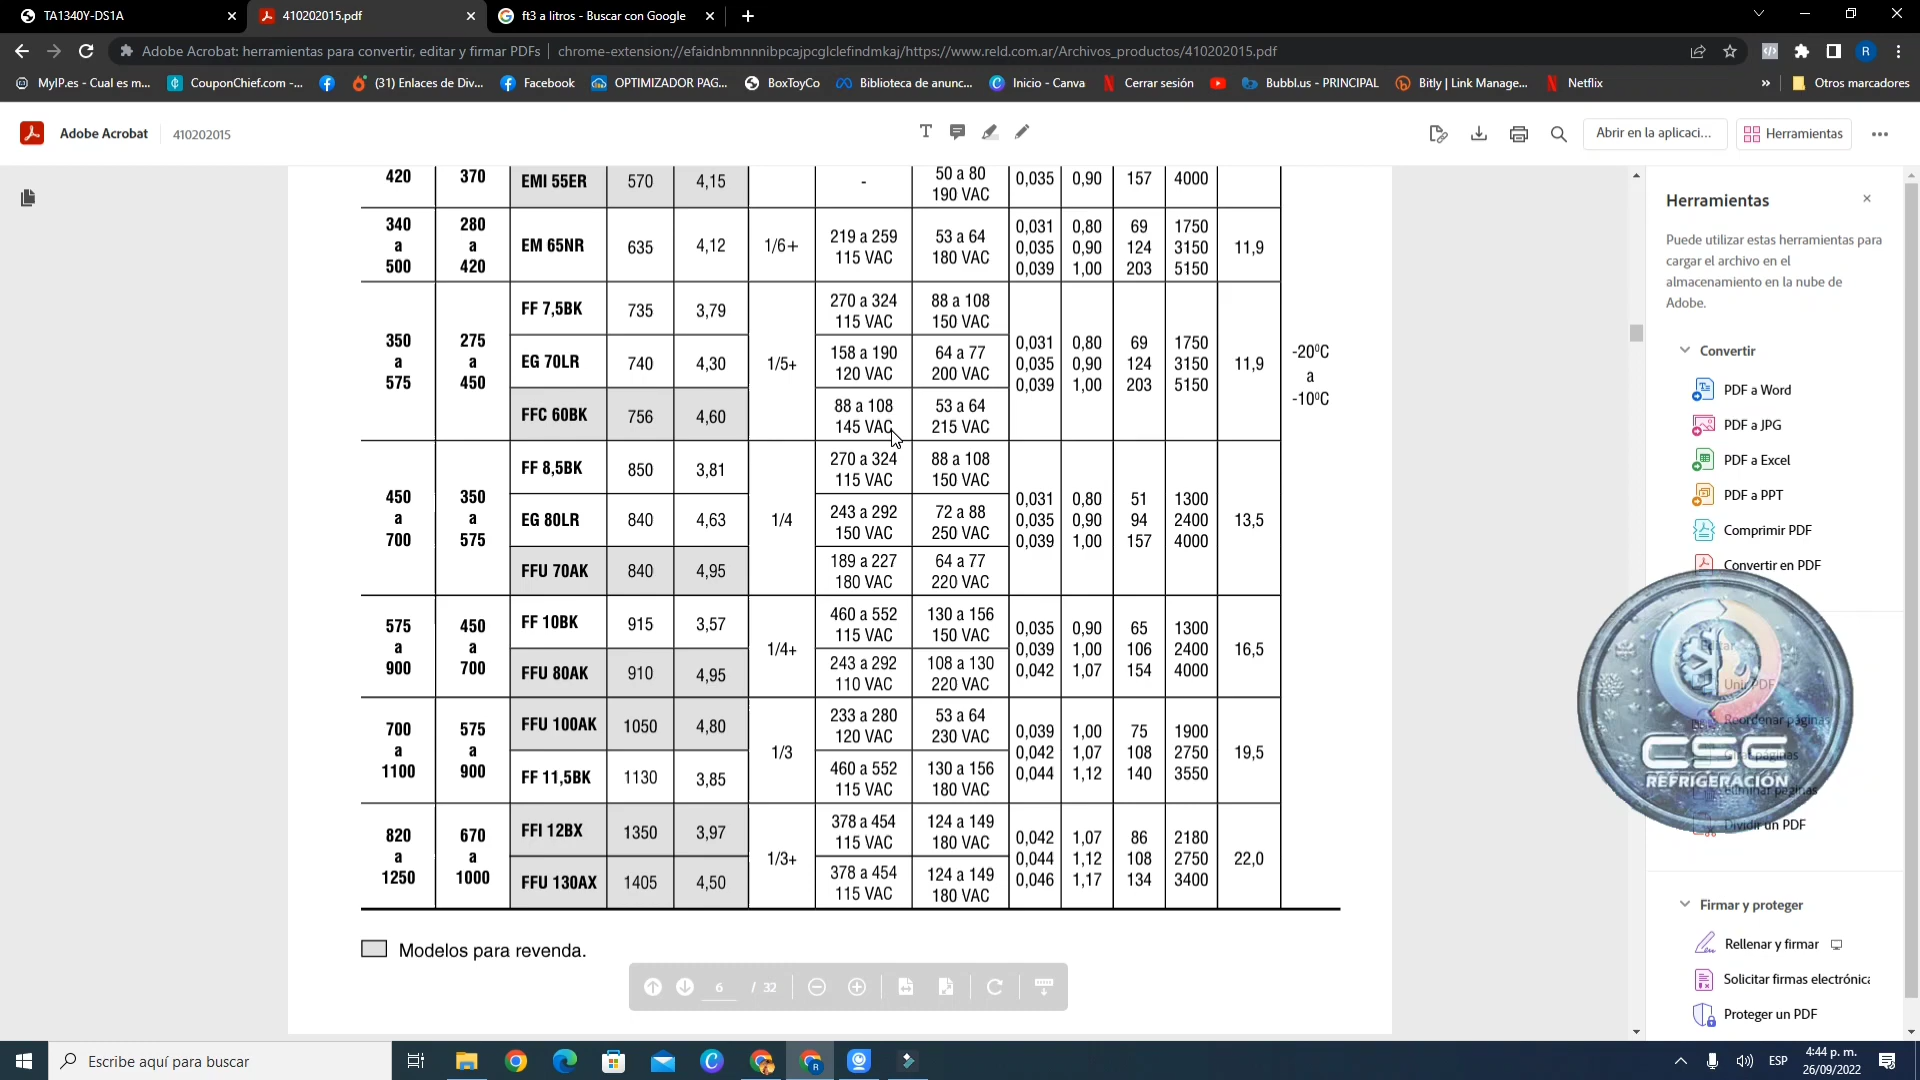 TA1340Y-DS1A
410202015.pdf
ft3 a litros - Buscar con Google
Adobe Acrobat: herramientas para convertir, editar y firmar PDFs | chrome-extension://efaidnbmnnnibpcajpcglclefindmkaj/https://www.reld.com.ar/Archivos_productos/410202015.pdf
R
MyIP.es - Cual es m...
CouponChief.com -...
(31) Enlaces de Div...
Facebook
OPTIMIZADOR PAG...
BoxToyCo
Biblioteca de anunc...
Inicio - Canva
Cerrar sesión
Bubbl.us - PRINCIPAL
Bitly | Link Manage...
Netflix
»
Otros marcadores
Adobe Acrobat
410202015
Abrir en la aplicaci...
Herramientas
420 370 EMI 55ER 570 4,15 - 50 a 80 190 VAC 0,035 0,90 157 4000
340 a 500 280 a 420 EM 65NR 635 4,12 1/6+ 219 a 259 115 VAC 53 a 64 180 VAC 0,031 0,035 0,039 0,80 0,90 1,00 69 124 203 1750 3150 5150 11,9
350 a 575 275 a 450 FF 7,5BK 735 3,79 1/5+ 270 a 324 115 VAC 88 a 108 150 VAC 0,031 0,035 0,039 0,80 0,90 1,00 69 124 203 1750 3150 5150 11,9
EG 70LR 740 4,30 158 a 190 120 VAC 64 a 77 200 VAC
FFC 60BK 756 4,60 88 a 108 145 VAC 53 a 64 215 VAC
-20ºC a -10ºC
450 a 700 350 a 575 FF 8,5BK 850 3,81 1/4 270 a 324 115 VAC 88 a 108 150 VAC 0,031 0,035 0,039 0,80 0,90 1,00 51 94 157 1300 2400 4000 13,5
EG 80LR 840 4,63 243 a 292 150 VAC 72 a 88 250 VAC
FFU 70AK 840 4,95 189 a 227 180 VAC 64 a 77 220 VAC
575 a 900 450 a 700 FF 10BK 915 3,57 1/4+ 460 a 552 115 VAC 130 a 156 150 VAC 0,035 0,039 0,042 0,90 1,00 1,07 65 106 154 1300 2400 4000 16,5
FFU 80AK 910 4,95 243 a 292 110 VAC 108 a 130 220 VAC
700 a 1100 575 a 900 FFU 100AK 1050 4,80 1/3 233 a 280 120 VAC 53 a 64 230 VAC 0,039 0,042 0,044 1,00 1,07 1,12 75 108 140 1900 2750 3550 19,5
FF 11,5BK 1130 3,85 460 a 552 115 VAC 130 a 156 180 VAC
820 a 1250 670 a 1000 FFI 12BX 1350 3,97 1/3+ 378 a 454 115 VAC 124 a 149 180 VAC 0,042 0,044 0,046 1,07 1,12 1,17 86 108 134 2180 2750 3400 22,0
FFU 130AX 1405 4,50 378 a 454 115 VAC 124 a 149 180 VAC
Modelos para revenda.
6 / 32
Herramientas
Puede utilizar estas herramientas para
cargar el archivo en el
almacenamiento en la nube de
Adobe.
Convertir
PDF a Word
PDF a JPG
PDF a Excel
PDF a PPT
Comprimir PDF
Convertir en PDF
Editar
Unir PDF
Reordenar página
Girar páginas
Eliminar páginas
Dividir un PDF
CSG
REFRIGERACIÓN
Firmar y proteger
Rellenar y firmar
Solicitar firmas electrónica
Proteger un PDF
Escribe aquí para buscar
ESP
4:44 p. m.
26/09/2022